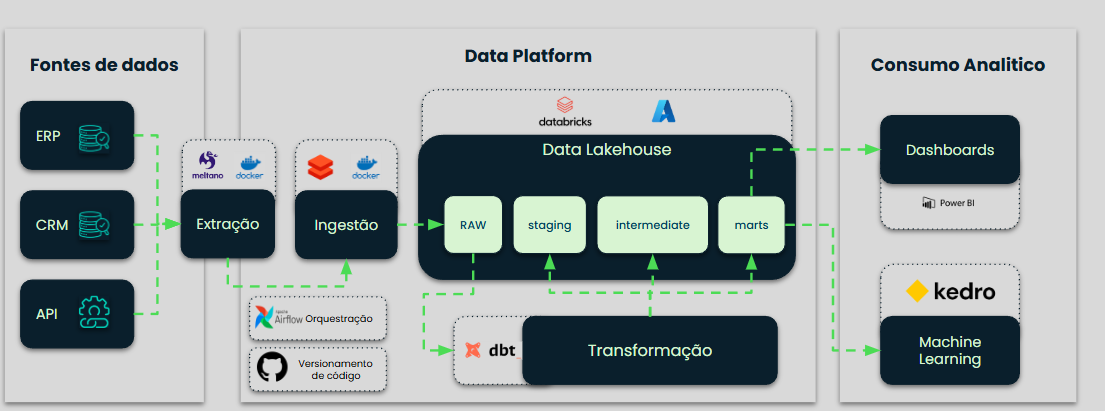 Fontes de dados
ERP
CRM
API
meltano
docker
Extração
Data Platform
docker
Ingestão
Airflow Orquestração
Versionamento
de código
databricks
Data Lakehouse
RAW
staging
intermediate
marts
dbt
Transformação
Consumo Analitico
Dashboards
Power BI
kedro
Machine
Learning